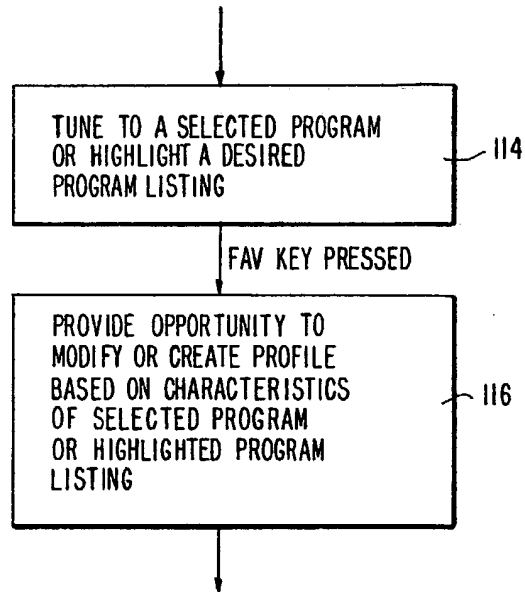 TUNE TO A SELECTED PROGRAM
OR HIGHLIGHT A DESIRED
PROGRAM LISTING
114
FAV KEY PRESSED
PROVIDE OPPORTUNITY TO
MODIFY OR CREATE PROFILE
BASED ON CHARACTERISTICS
OF SELECTED PROGRAM
OR HIGHLIGHTED PROGRAM
LISTING
116